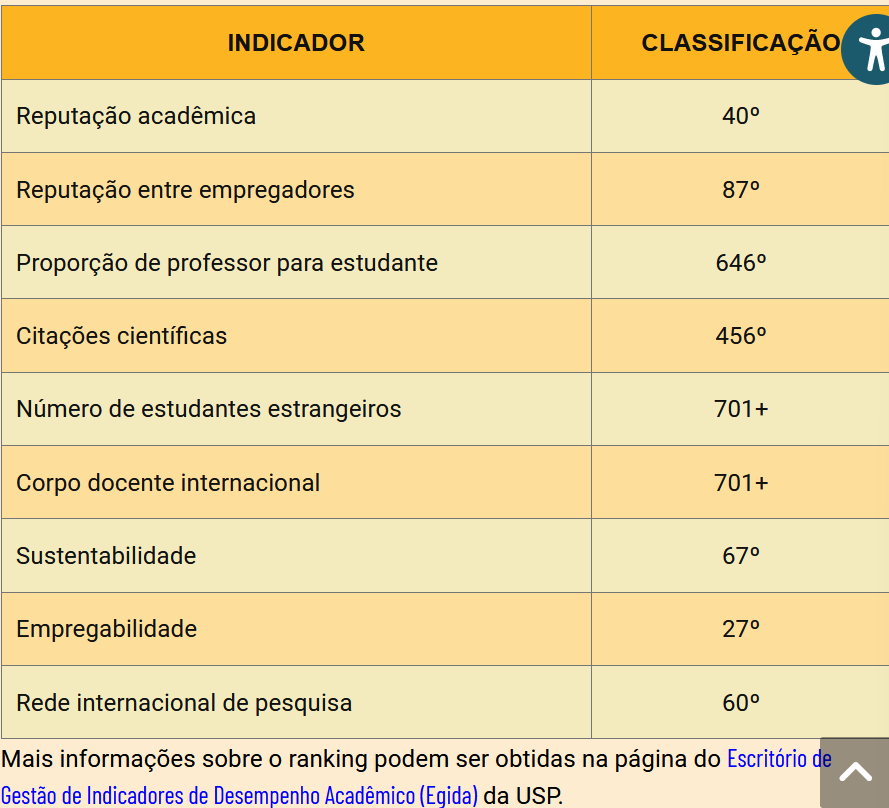 INDICADOR CLASSIFICAÇÃO
Reputação acadêmica 40º
Reputação entre empregadores 87º
Proporção de professor para estudante 646º
Citações científicas 456º
Número de estudantes estrangeiros 701+
Corpo docente internacional 701+
Sustentabilidade 67º
Empregabilidade 27º
Rede internacional de pesquisa 60º
Mais informações sobre o ranking podem ser obtidas na página do Escritório de
Gestão de Indicadores de Desempenho Acadêmico (Egida) da USP.